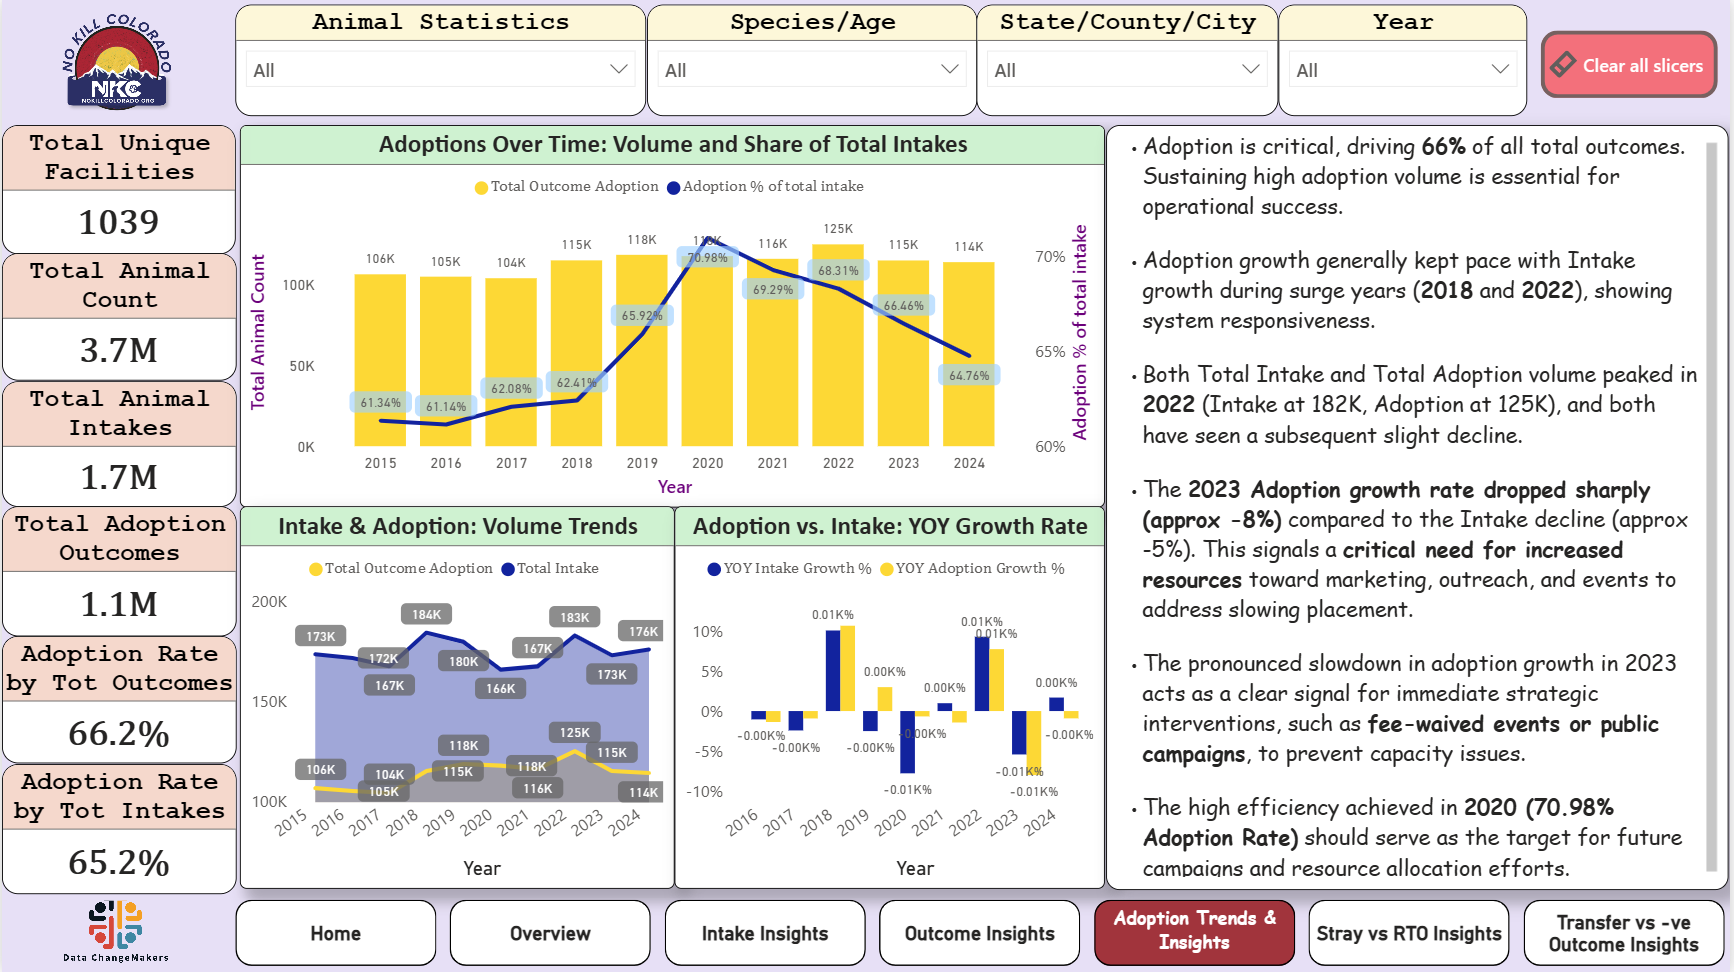 NO KILL COLORADO
NKC
NOKILLCOLORADO.ORG
Animal Statistics
All
Species/Age
All
State/County/City
All
Year
All
Clear all slicers
Total Unique
Facilities
1039
Total Animal
Count
3.7M
Total Animal
Intakes
1.7M
Total Adoption
Outcomes
1.1M
Adoption Rate
by Tot Outcomes
66.2%
Adoption Rate
by Tot Intakes
65.2%
Adoptions Over Time: Volume and Share of Total Intakes
Total Outcome Adoption Adoption % of total intake
Total Animal Count
100K
50K
0K
106K
105K
104K
115K
118K
116K
125K
115K
114K
61.34%
61.14%
62.08%
62.41%
65.92%
70.98%
69.29%
68.31%
66.46%
64.76%
70%
65%
60%
Adoption % of total intake
2015 2016 2017 2018 2019 2020 2021 2022 2023 2024
Year
Intake & Adoption: Volume Trends
Total Outcome Adoption Total Intake
200K
150K
100K
173K
172K
167K
184K
180K
166K
167K
183K
173K
176K
106K
104K
105K
118K
115K
118K
116K
125K
115K
114K
2015 2016 2017 2018 2019 2020 2021 2022 2023 2024
Year
Adoption vs. Intake: YOY Growth Rate
YOY Intake Growth % YOY Adoption Growth %
10%
5%
0%
-5%
-10%
-0.00K%
-0.00K%
0.01K%
0.00K%
-0.00K%
-0.00K%
-0.01K%
0.00K%
0.01K%
0.01K%
-0.01K%
-0.01K%
0.00K%
-0.00K%
2016 2017 2018 2019 2020 2021 2022 2023 2024
Year
• Adoption is critical, driving 66% of all total outcomes.
Sustaining high adoption volume is essential for
operational success.
• Adoption growth generally kept pace with Intake
growth during surge years (2018 and 2022), showing
system responsiveness.
• Both Total Intake and Total Adoption volume peaked in
2022 (Intake at 182K, Adoption at 125K), and both
have seen a subsequent slight decline.
• The 2023 Adoption growth rate dropped sharply
(approx -8%) compared to the Intake decline (approx
-5%). This signals a critical need for increased
resources toward marketing, outreach, and events to
address slowing placement.
• The pronounced slowdown in adoption growth in 2023
acts as a clear signal for immediate strategic
interventions, such as fee-waived events or public
campaigns, to prevent capacity issues.
• The high efficiency achieved in 2020 (70.98%
Adoption Rate) should serve as the target for future
campaigns and resource allocation efforts.
Data ChangeMakers
Home
Overview
Intake Insights
Outcome Insights
Adoption Trends &
Insights
Stray vs RTO Insights
Transfer vs -ve
Outcome Insights